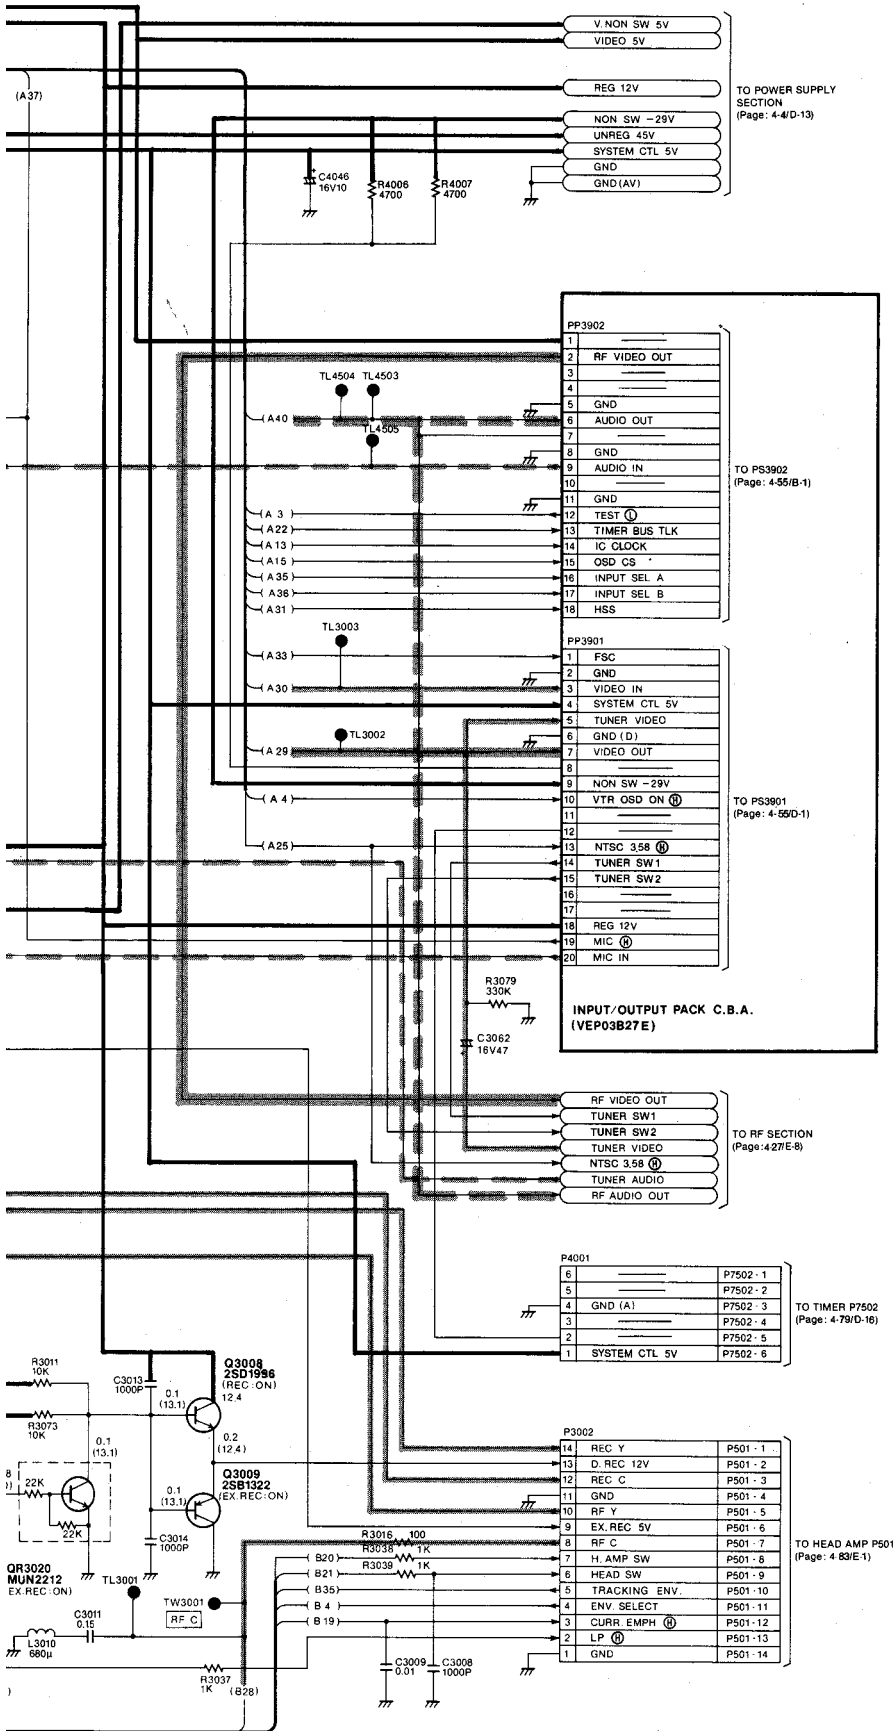 V.NON SW 5V
VIDEO 5V
REG 12V
TO POWER SUPPLY
SECTION
(Page: 4-4/D-13)
(A37)
NON SW -29V
UNREG 45V
SYSTEM CTL 5V
GND
GND(AV)
C4046
16V10
R4006
4700
R4007
4700
PP3902
1
2 RF VIDEO OUT
3
4
5 GND
6 AUDIO OUT
7
8 GND
9 AUDIO IN
10
11 GND
12 TEST Ⓛ
13 TIMER BUS TLK
14 IC CLOCK
15 OSD CS
16 INPUT SEL A
17 INPUT SEL B
18 HSS
TO PS3902
(Page: 4-55/B-1)
TL4504 TL4503
(A40)
TL4505
(A 3)
(A22)
(A13)
(A15)
(A35)
(A36)
(A31)
TL3003
(A33)
(A30)
TL3002
(A 29)
(A 4)
(A25)
PP3901
1 FSC
2 GND
3 VIDEO IN
4 SYSTEM CTL 5V
5 TUNER VIDEO
6 GND (D)
7 VIDEO OUT
8
9 NON SW -29V
10 VTR OSD ON Ⓗ
11
12
13 NTSC 3,58 Ⓗ
14 TUNER SW1
15 TUNER SW2
16
17
18 REG 12V
19 MIC Ⓗ
20 MIC IN
TO PS3901
(Page: 4-55/D-1)
R3079
330K
C3062
16V47
INPUT/OUTPUT PACK C.B.A.
(VEP03B27E)
RF VIDEO OUT
TUNER SW1
TUNER SW2
TUNER VIDEO
NTSC 3,58 Ⓗ
TUNER AUDIO
RF AUDIO OUT
TO RF SECTION
(Page:4-27/E-8)
P4001
6 P7502 - 1
5 P7502 - 2
4 GND (A) P7502 - 3
3 P7502 - 4
2 P7502 - 5
1 SYSTEM CTL 5V P7502 - 6
TO TIMER P7502
(Page: 4-79/D-16)
R3011
10K
C3013
1000P
0.1
(13.1)
Q3008
2SD1996
(REC:ON)
12.4
R3073
10K
0.1
(13.1)
0.2
(12,4)
22K
22K
0.1
(13,1)
Q3009
2SB1322
(EX.REC:ON)
C3014
1000P
QR3020
MUN2212
EX·REC:ON)
TL3001
TW3001
RF C
C3011
0.15
L3010
680μ
R3037
1K
(B28)
R3016 100
R3038 1K
R3039 1K
(B20)
(B21)
(B35)
(B 4)
(B 19)
C3009
0.01
C3008
1000P
P3002
14 REC Y P501 - 1
13 D. REC 12V P501 - 2
12 REC C P501 - 3
11 GND P501 - 4
10 RF Y P501 - 5
9 EX.REC 5V P501 - 6
8 RF C P501 - 7
7 H. AMP SW P501 - 8
6 HEAD SW P501 - 9
5 TRACKING ENV. P501 - 10
4 ENV. SELECT P501 - 11
3 CURR. EMPH Ⓗ P501 - 12
2 LP Ⓗ P501 - 13
1 GND P501 - 14
TO HEAD AMP P501
(Page: 4-83/E-1)